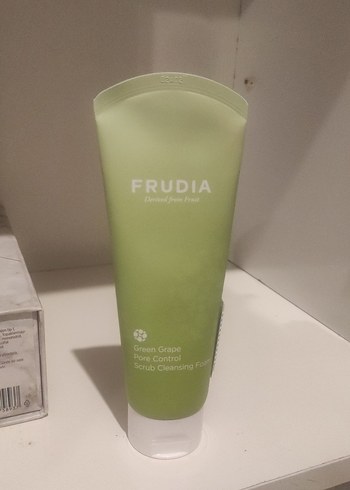 FRUDIA
Derived from Fruit
Green Grape
Pore Control
Scrub Cleansing Foam